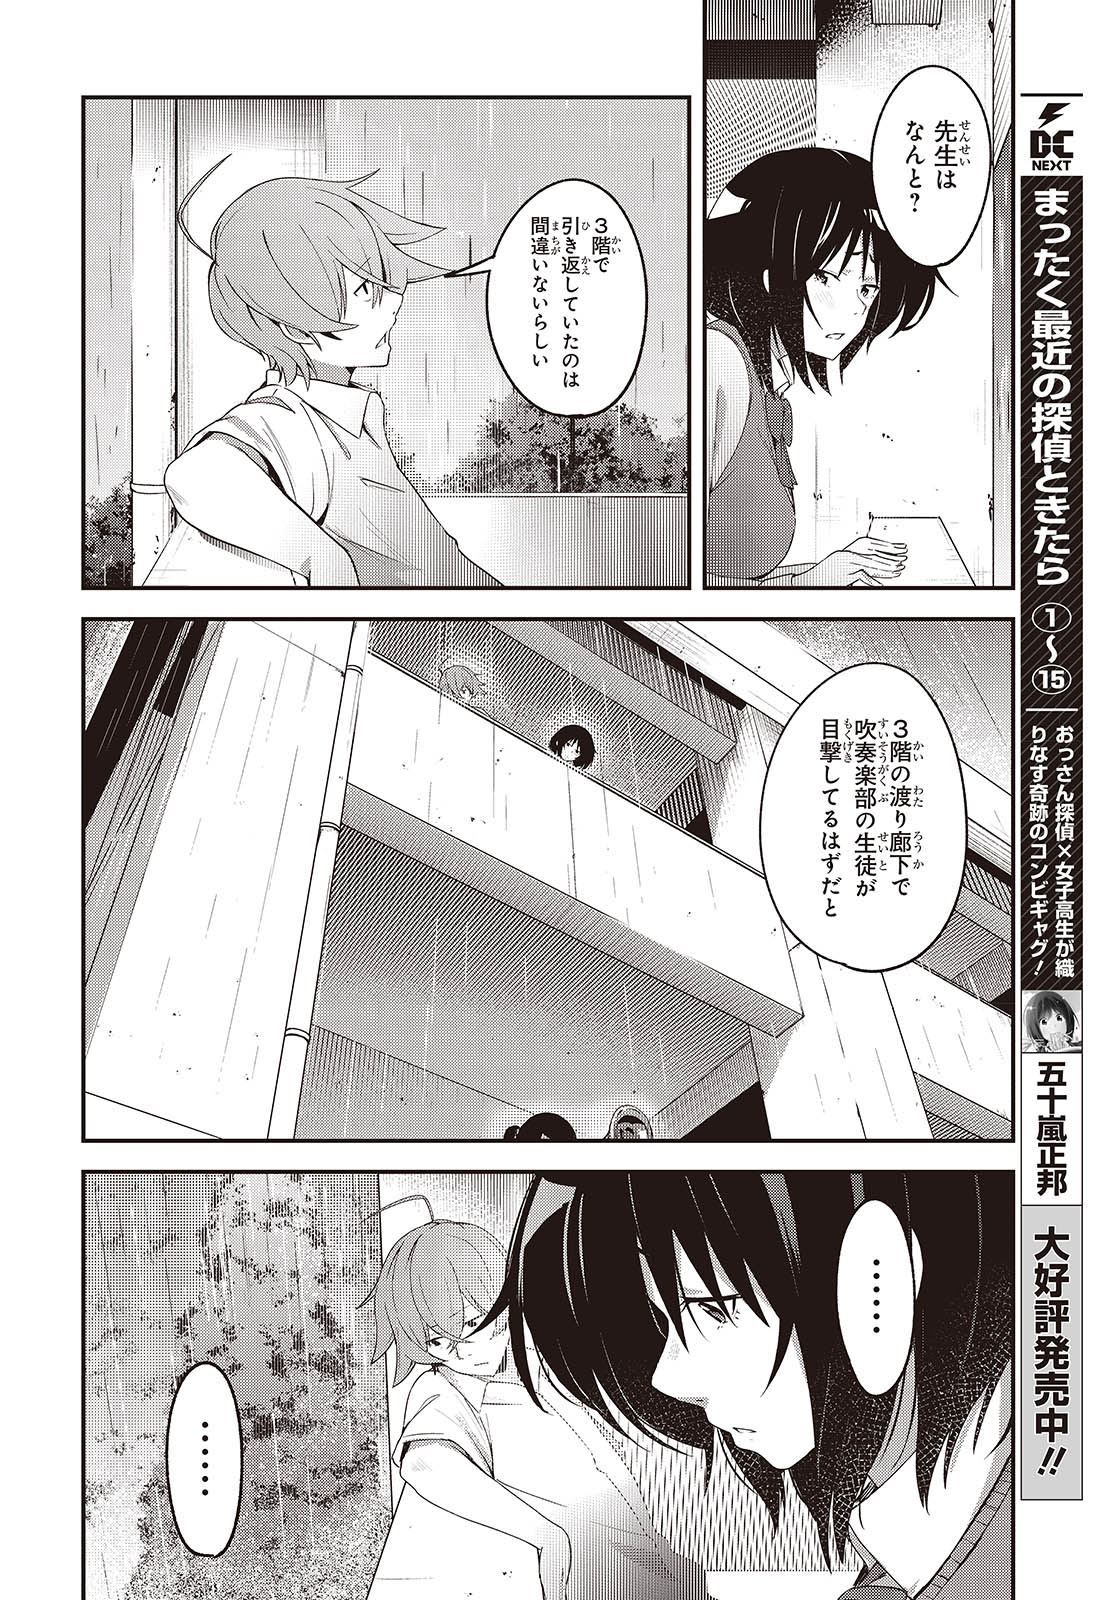 先生は
なんと?
3階で
引き返していたのは
間違いないらしい
3階の渡り廊下で
吹奏楽部の生徒が
目撃してるはずだと
・・・・・・
・・・・・・
DC
NEXT
まったく最近の探偵ときたら
①〜⑮
おっさん探偵×女子高生が織
りなす奇跡のコンビギャグ!
五十嵐正邦
大好評発売中!!